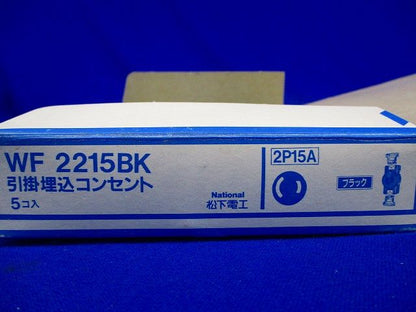 WF 2215BK
引掛埋込コンセント
5コ入
National
松下電工
2P15A
ブラック